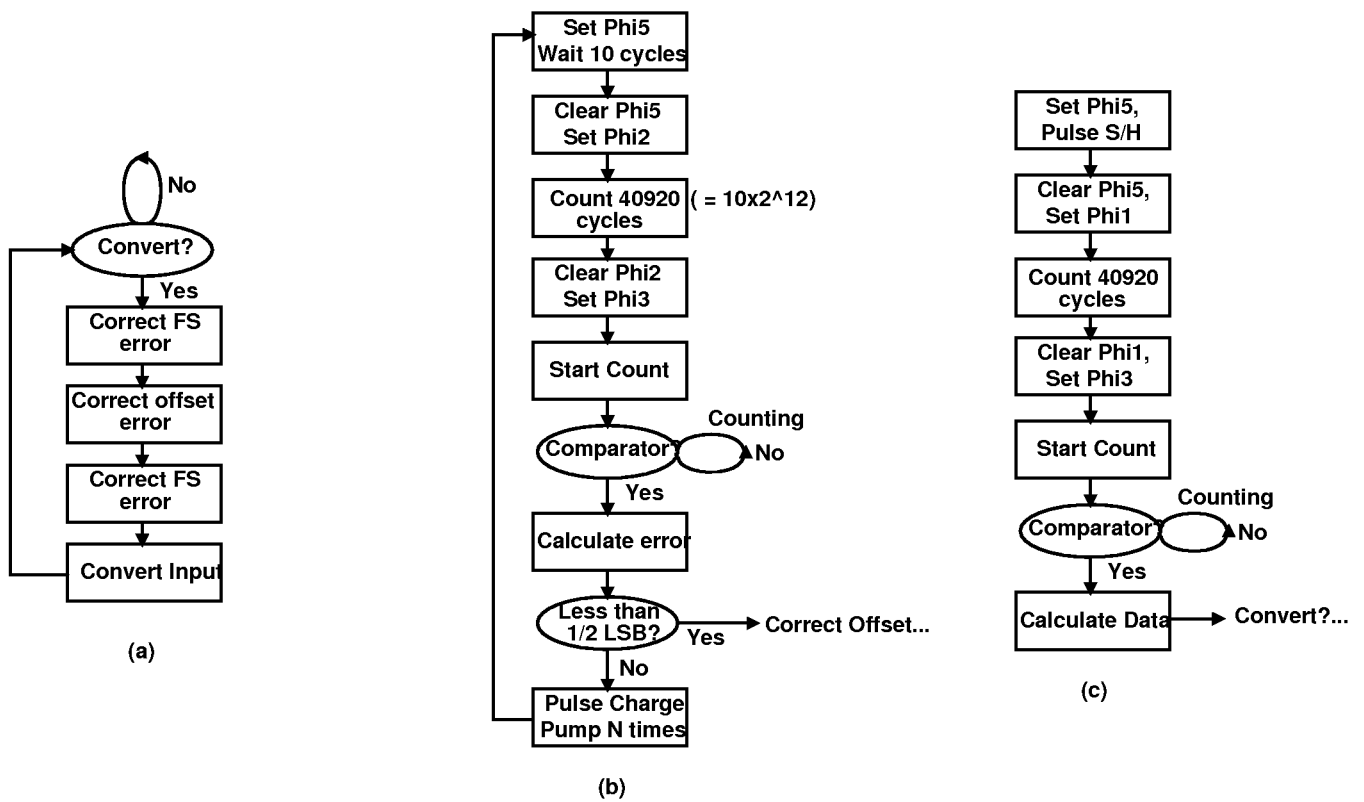 No
Convert?
Yes
Correct FS
error
Correct offset
error
Correct FS
error
Convert Input
(a)
Set Phi5
Wait 10 cycles
Clear Phi5
Set Phi2
Count 40920 ( = 10x2^12)
cycles
Clear Phi2
Set Phi3
Start Count
Counting
Comparator?
No
Yes
Calculate error
Less than
1/2 LSB?
Yes
Correct Offset...
No
Pulse Charge
Pump N times
(b)
Set Phi5,
Pulse S/H
Clear Phi5,
Set Phi1
Count 40920
cycles
Clear Phi1,
Set Phi3
Start Count
Counting
Comparator?
No
Yes
Calculate Data
Convert?...
(c)